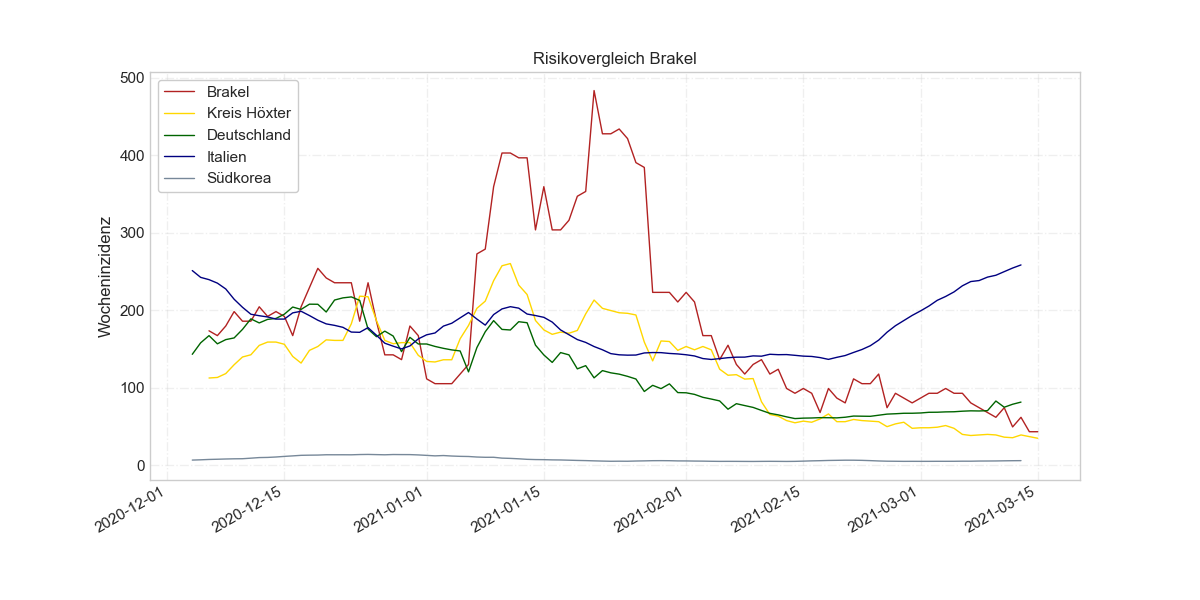 Risikovergleich Brakel
Wocheninzidenz
500
400
300
200
100
0
Brakel
Kreis Höxter
Deutschland
Italien
Südkorea
2020-12-01
2020-12-15
2021-01-01
2021-01-15
2021-02-01
2021-02-15
2021-03-01
2021-03-15